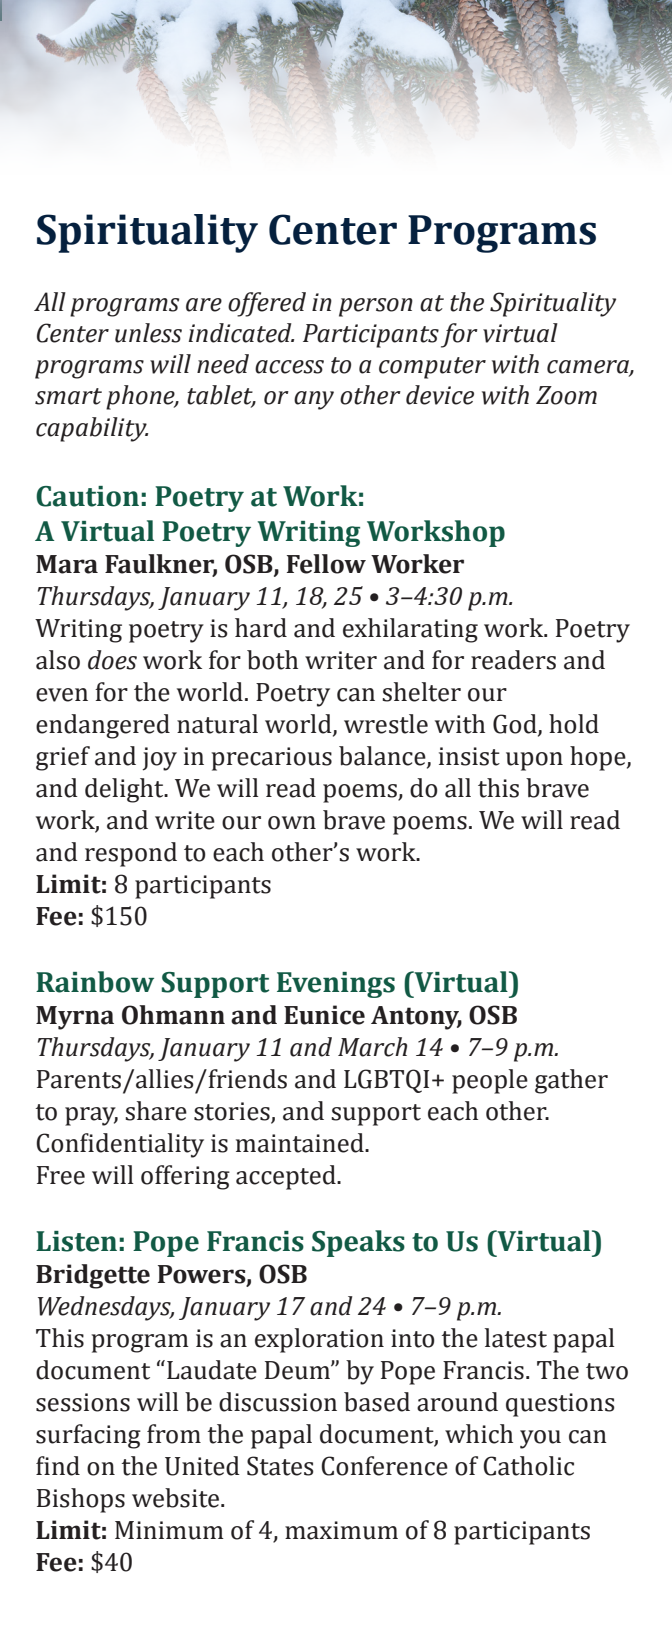 Spirituality Center Programs
All programs are offered in person at the Spirituality
Center unless indicated. Participants for virtual
programs will need access to a computer with camera,
smart phone, tablet, or any other device with Zoom
capability.
Caution: Poetry at Work:
A Virtual Poetry Writing Workshop
Mara Faulkner, OSB, Fellow Worker
Thursdays, January 11, 18, 25 • 3–4:30 p.m.
Writing poetry is hard and exhilarating work. Poetry
also does work for both writer and for readers and
even for the world. Poetry can shelter our
endangered natural world, wrestle with God, hold
grief and joy in precarious balance, insist upon hope,
and delight. We will read poems, do all this brave
work, and write our own brave poems. We will read
and respond to each other’s work.
Limit: 8 participants
Fee: $150
Rainbow Support Evenings (Virtual)
Myrna Ohmann and Eunice Antony, OSB
Thursdays, January 11 and March 14 • 7–9 p.m.
Parents/allies/friends and LGBTQI+ people gather
to pray, share stories, and support each other.
Confidentiality is maintained.
Free will offering accepted.
Listen: Pope Francis Speaks to Us (Virtual)
Bridgette Powers, OSB
Wednesdays, January 17 and 24 • 7–9 p.m.
This program is an exploration into the latest papal
document “Laudate Deum” by Pope Francis. The two
sessions will be discussion based around questions
surfacing from the papal document, which you can
find on the United States Conference of Catholic
Bishops website.
Limit: Minimum of 4, maximum of 8 participants
Fee: $40